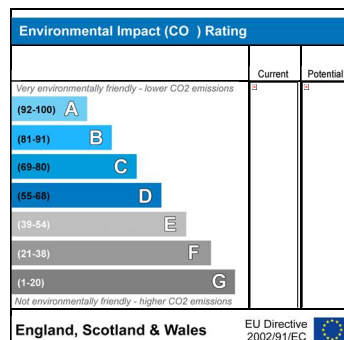 Environmental Impact (CO ) Rating
Current Potential
Very environmentally friendly - lower CO2 emissions
(92-100) A
(81-91) B
(69-80) C
(55-68) D
(39-54) E
(21-38) F
(1-20) G
Not environmentally friendly - higher CO2 emissions
England, Scotland & Wales
EU Directive
2002/91/EC